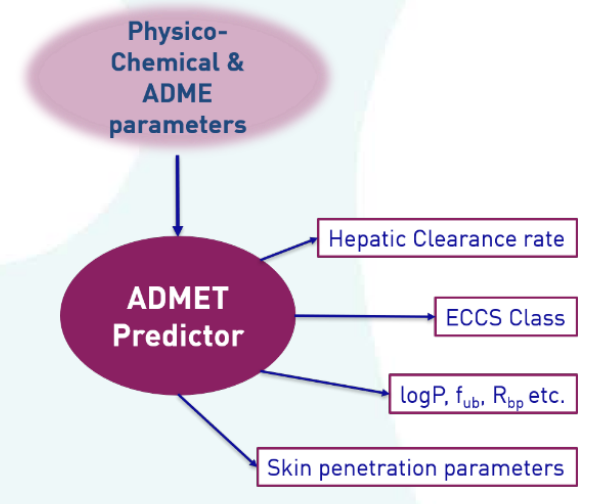 Physico-
Chemical &
ADME
parameters
Hepatic Clearance rate
ADMET
Predictor
ECCS Class
logP, fub, Rbp etc.
Skin penetration parameters